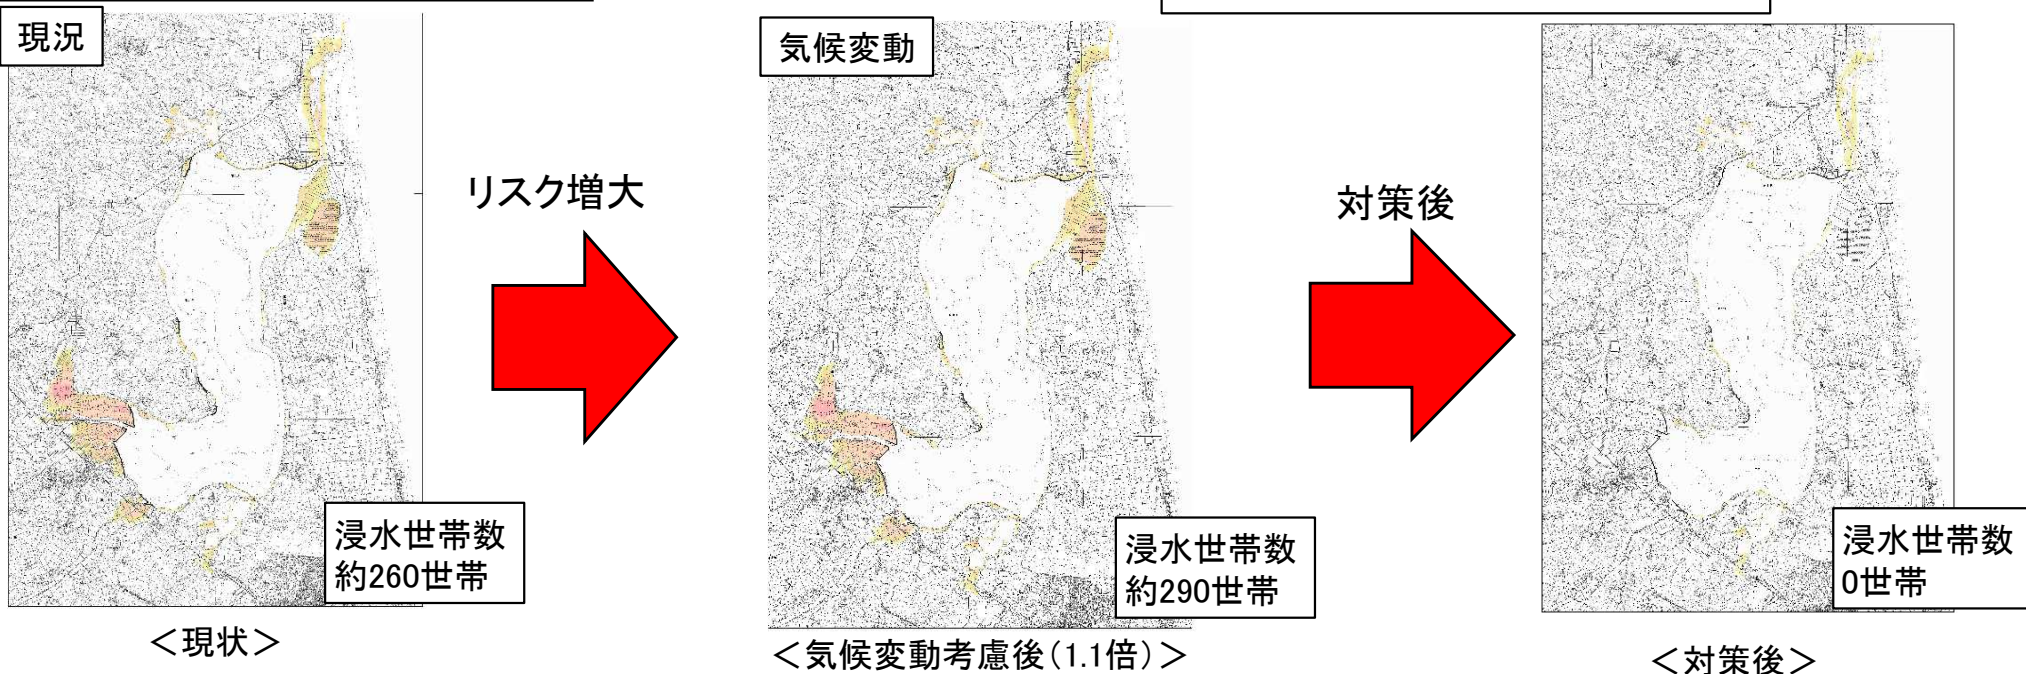 現況
リスク増大
浸水世帯数
約260世帯
＜現状＞
気候変動
対策後
浸水世帯数
約290世帯
＜気候変動考慮後（1.1倍）＞
浸水世帯数
0世帯
＜対策後＞